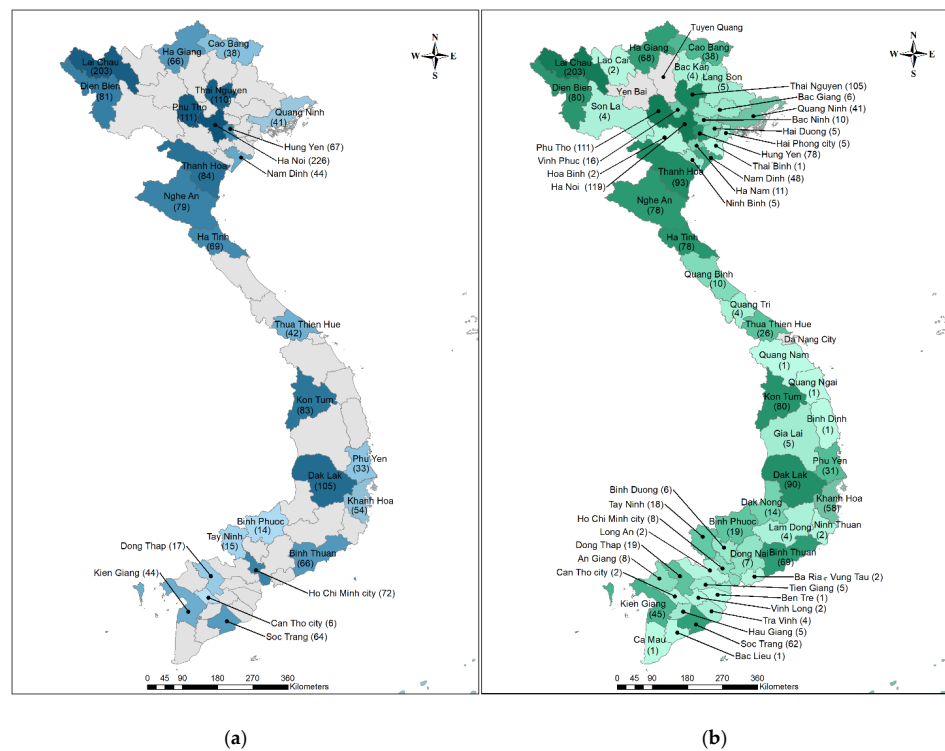 Cao Bang
(38)
Ha Giang
(66)
Lai Chau
(203)
Dien Bien
(81)
Thai Nguyen
(110)
Phu Tho
(111)
Quang Ninh
(41)
Hung Yen (67)
Ha Noi (226)
Nam Dinh (44)
Thanh Hoa
(84)
Nghe An
(79)
Ha Tinh
(69)
Thua Thien Hue
(42)
Kon Tum
(83)
Phu Yen
(33)
Dak Lak
(105)
Khanh Hoa
(54)
Binh Phuoc
(14)
Tay Ninh
(15)
Binh Thuan
(66)
Dong Thap (17)
Kien Giang (44)
Ho Chi Minh city (72)
Can Tho city (6)
Soc Trang (64)
N
W E
S
0 45 90 180 270 360
Kilometers
(a)
Tuyen Quang
Ha Giang
(68)
Cao Bang
(38)
Lao Cai
(2)
Bac Kan
(4)
Lai Chau
(203)
Lang Son
(5)
Dien Bien
(80)
Yen Bai
Son La
(4)
Thai Nguyen (105)
Bac Giang (6)
Quang Ninh (41)
Bac Ninh (10)
Hai Duong (5)
Hai Phong city (5)
Hung Yen (78)
Thai Binh (1)
Nam Dinh (48)
Ha Nam (11)
Ninh Binh (5)
Phu Tho (111)
Vinh Phuc (16)
Hoa Binh (2)
Ha Noi (119)
Thanh Hoa
(93)
Nghe An
(78)
Ha Tinh
(78)
Quang Binh
(10)
Quang Tri
(4)
Thua Thien Hue
(26)
Da Nang City
Quang Nam
(1)
Quang Ngai
(1)
Kon Tum
(80)
Binh Dinh
(1)
Gia Lai
(5)
Phu Yen
(31)
Dak Lak
(90)
Khanh Hoa
(58)
Dak Nong
(14)
Lam Dong
(4)
Ninh Thuan
(2)
Binh Phuoc
(19)
Dong Nai
(7)
Binh Thuan
(69)
Binh Duong (6)
Tay Ninh (18)
Ho Chi Minh city (8)
Long An (2)
Dong Thap (19)
An Giang (8)
Can Tho city (2)
Kien Giang
(45)
Ca Mau
(1)
Ba Ria - Vung Tau (2)
Tien Giang (5)
Ben Tre (1)
Vinh Long (2)
Tra Vinh (4)
Hau Giang (5)
Soc Trang (62)
Bac Lieu (1)
N
W E
S
0 45 90 180 270 360
Kilometers
(b)